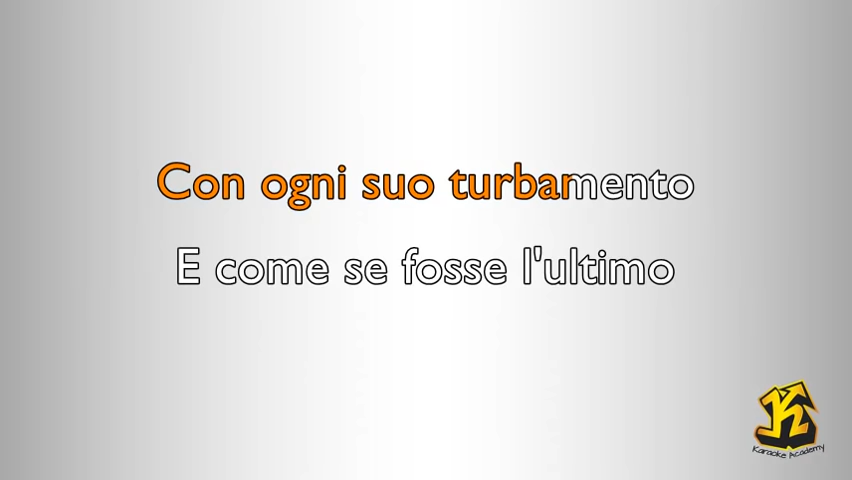 Con ogni suo turbamento
E come se fosse l'ultimo
K
Karaoke Academy